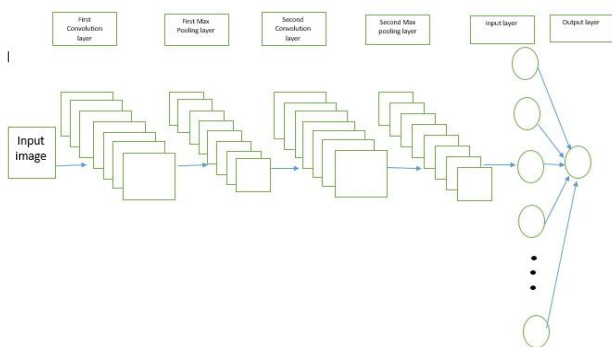 First
Convolution
layer
First Max
Pooling layer
Second
Convolution
layer
Second Max
pooling layer
Input layer
Output layer
Input
image